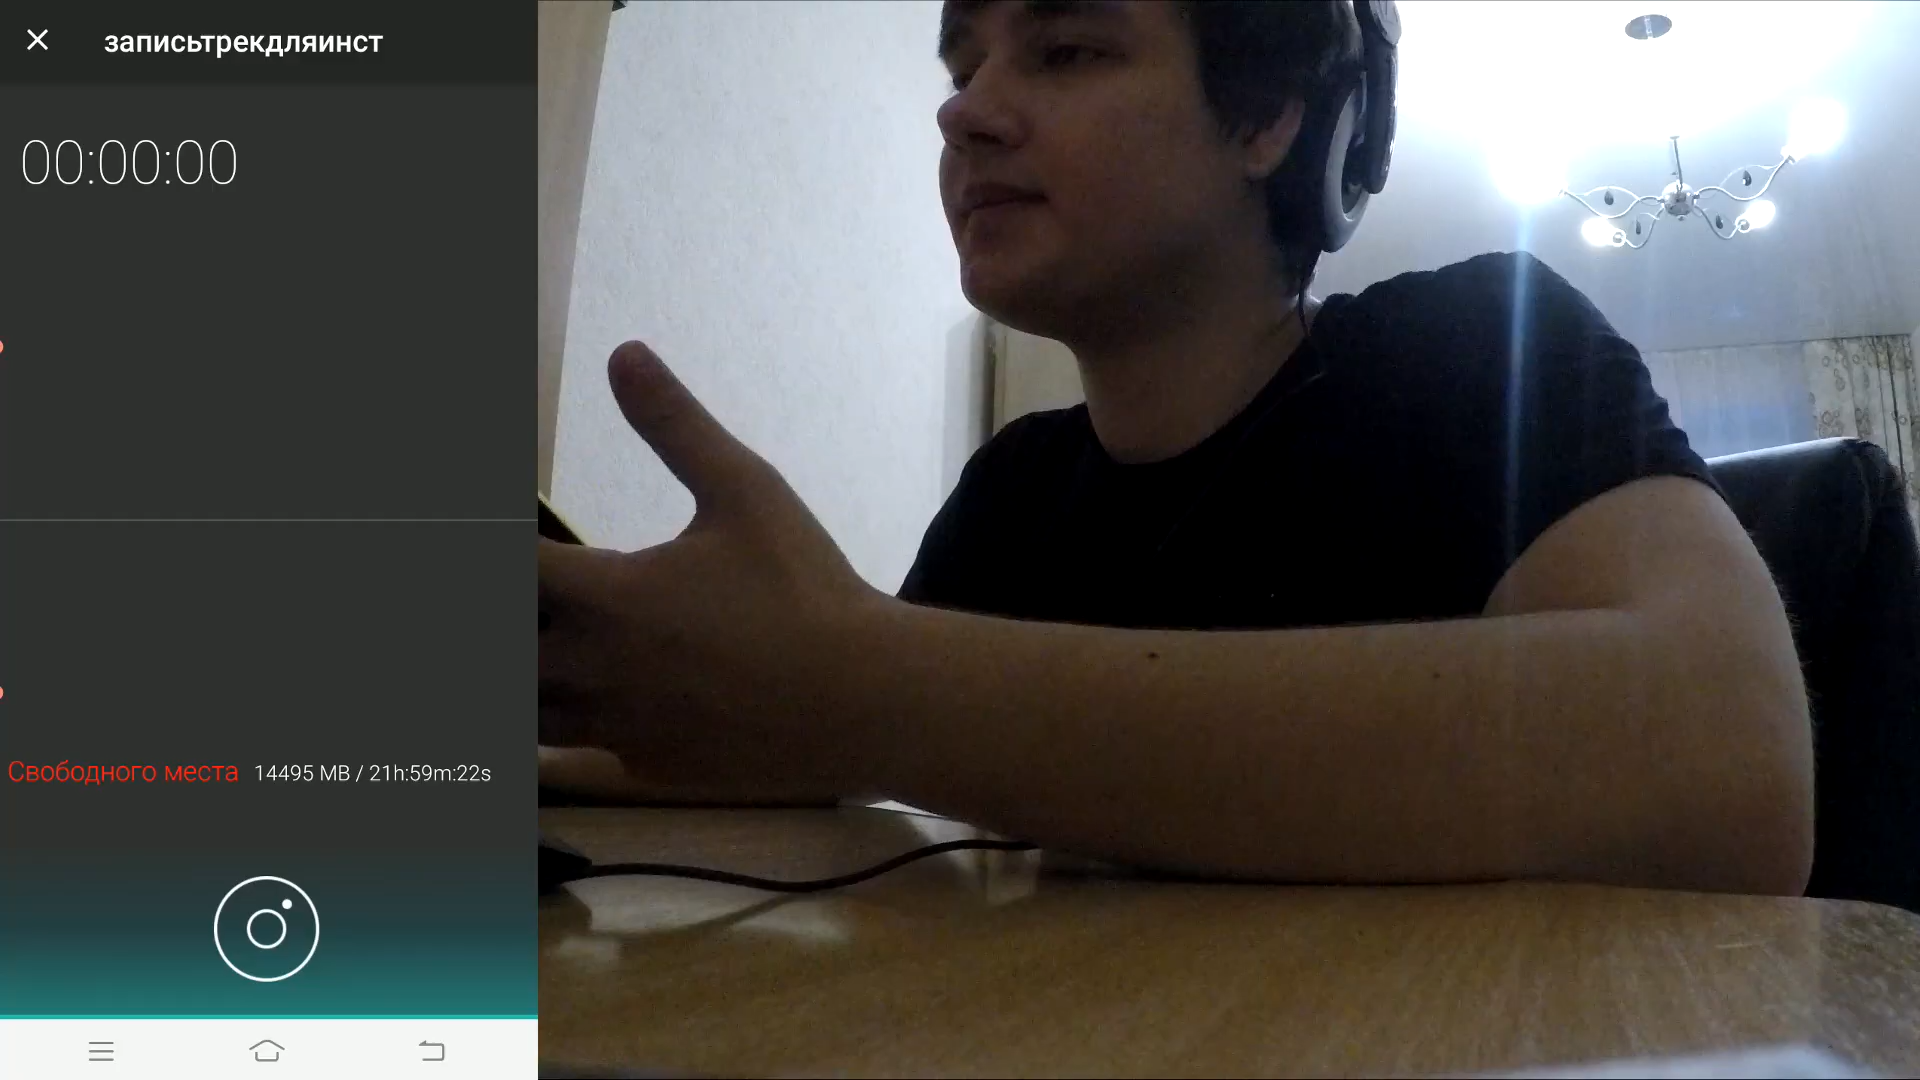 записьтрекдляинст
00:00:00
Свободного места 14495 MB / 21h:59m:22s